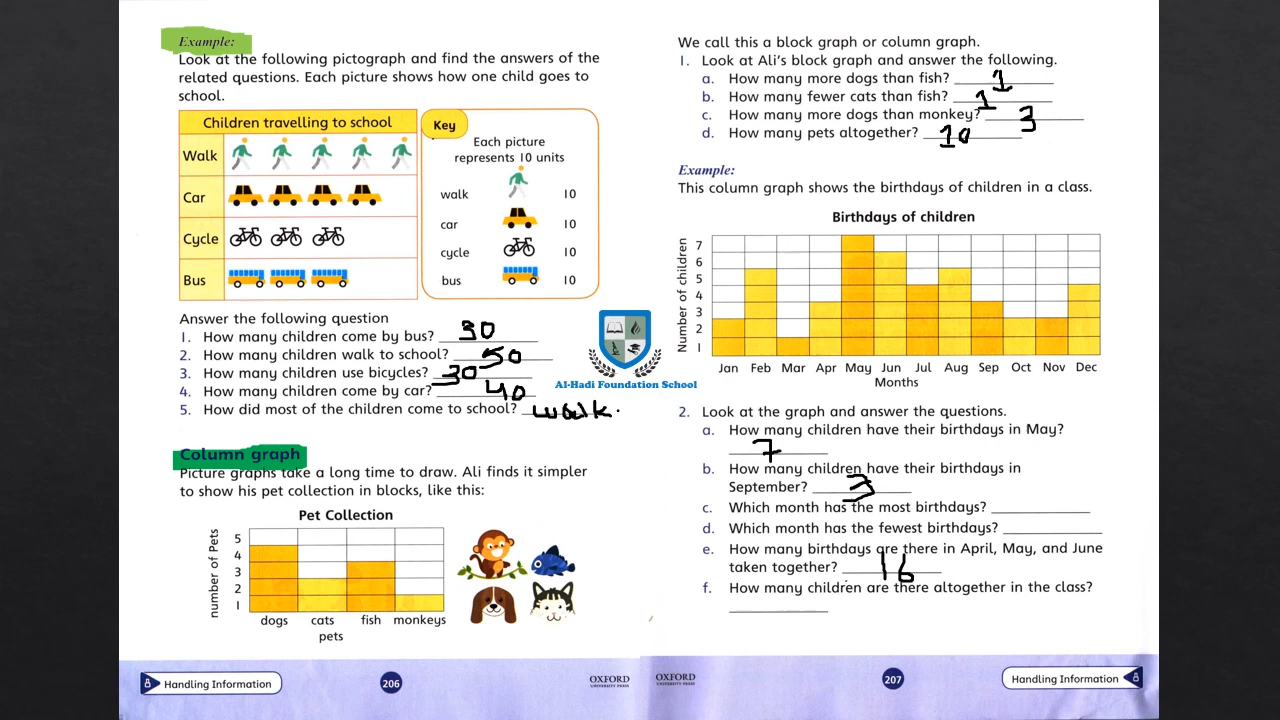 Example:
Look at the following pictograph and find the answers of the
related questions. Each picture shows how one child goes to
school.
Children travelling to school
Walk
Car
Cycle
Bus
Key
Each picture
represents 10 units
walk 10
car 10
cycle 10
bus 10
Answer the following question
1. How many children come by bus? 30
2. How many children walk to school? 50
3. How many children use bicycles? 30
4. How many children come by car? 40
5. How did most of the children come to school? walk.
Column graph
Picture graphs take a long time to draw. Ali finds it simpler
to show his pet collection in blocks, like this:
Pet Collection
number of Pets
5
4
3
2
1
dogs cats fish monkeys
pets
8 Handling Information
206
OXFORD
UNIVERSITY PRESS
Al-Hadi Foundation School
We call this a block graph or column graph.
1. Look at Ali's block graph and answer the following.
a. How many more dogs than fish? 1
b. How many fewer cats than fish? 1
c. How many more dogs than monkey? 3
d. How many pets altogether? 10
Example:
This column graph shows the birthdays of children in a class.
Birthdays of children
Number of children
7
6
5
4
3
2
1
Jan Feb Mar Apr May Jun Jul Aug Sep Oct Nov Dec
Months
2. Look at the graph and answer the questions.
a. How many children have their birthdays in May?
7
b. How many children have their birthdays in
September? 3
c. Which month has the most birthdays?
d. Which month has the fewest birthdays?
e. How many birthdays are there in April, May, and June
taken together? 16
f. How many children are there altogether in the class?
OXFORD
UNIVERSITY PRESS
207
Handling Information 8